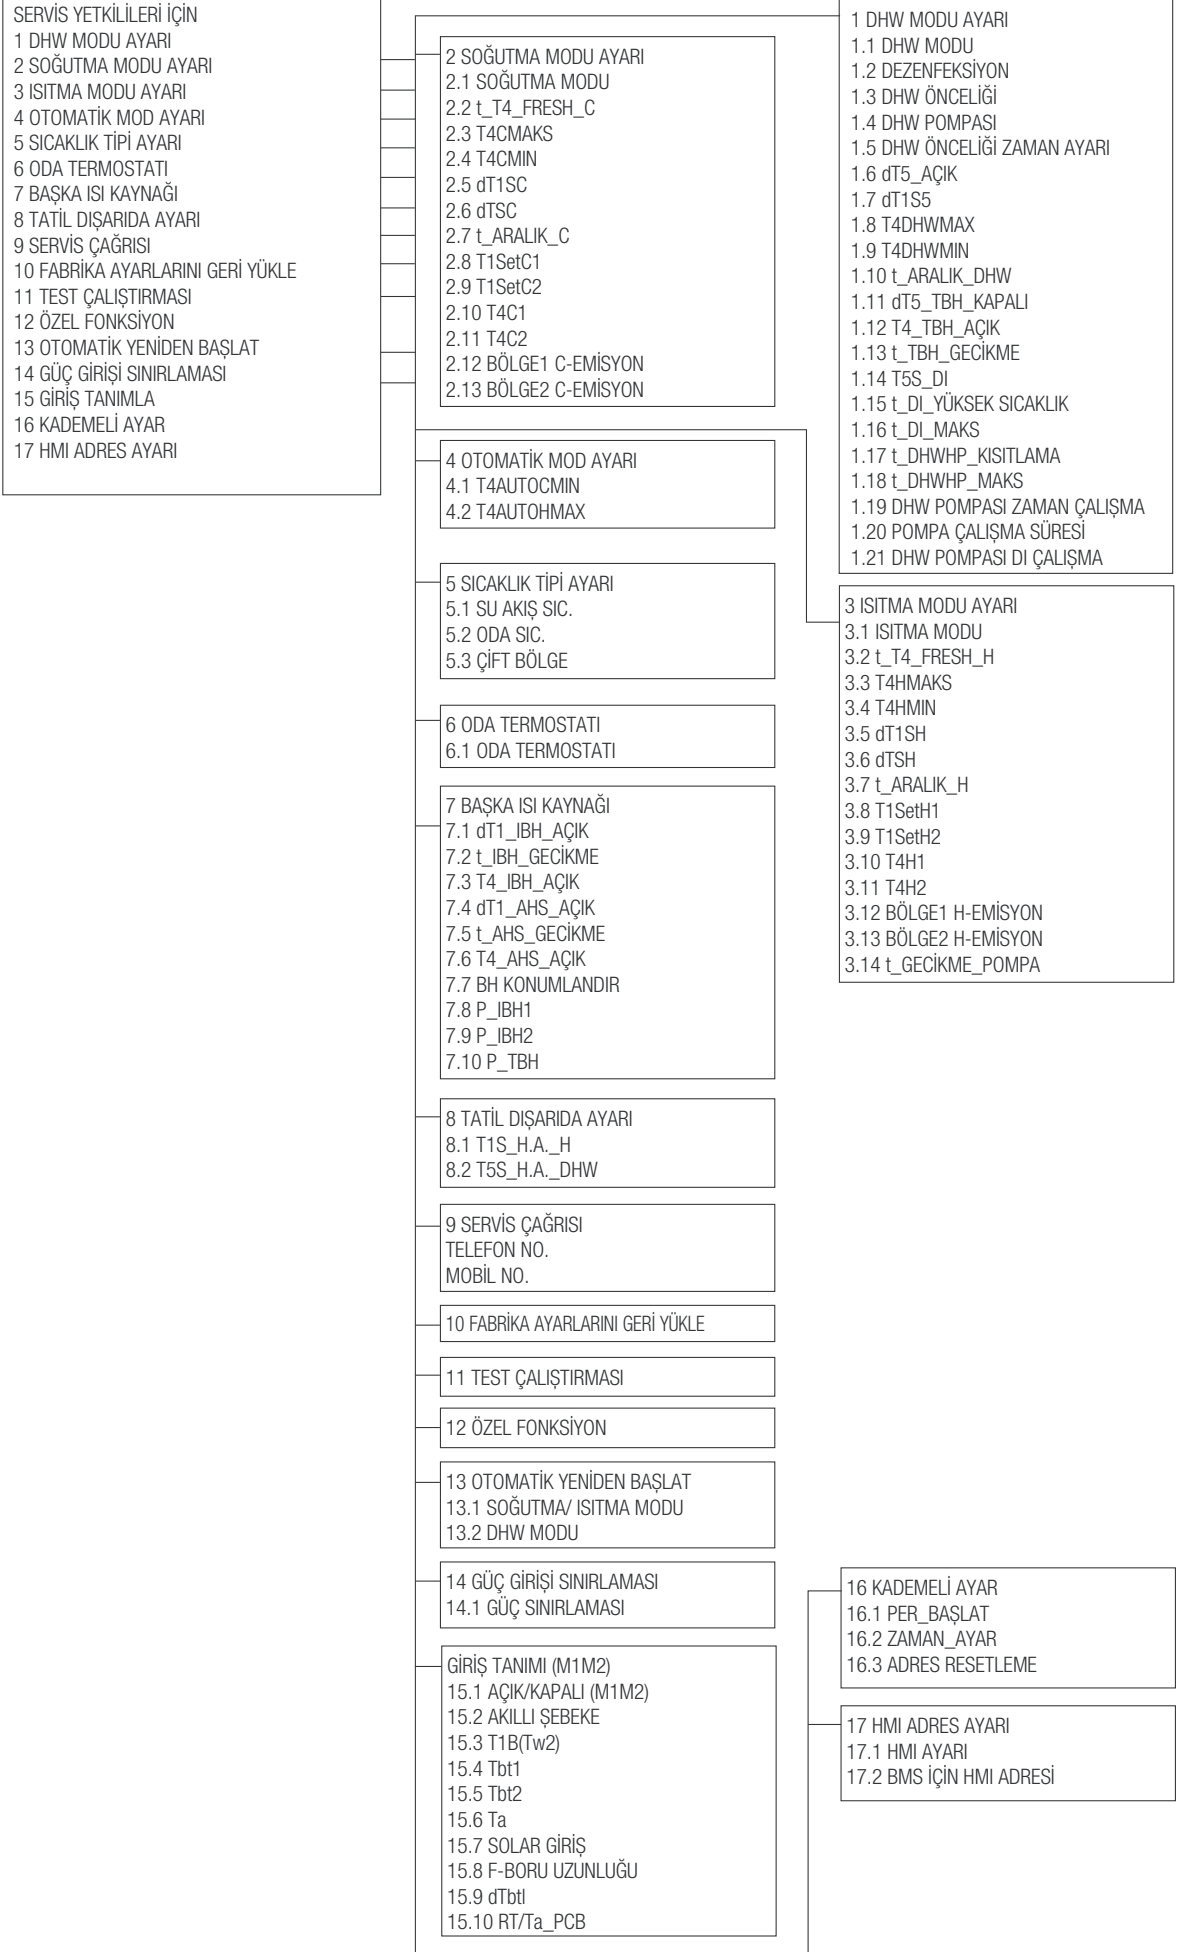 SERVİS YETKİLİLERİ İÇİN
1 DHW MODU AYARI
2 SOĞUTMA MODU AYARI
3 ISITMA MODU AYARI
4 OTOMATİK MOD AYARI
5 SICAKLIK TİPİ AYARI
6 ODA TERMOSTATI
7 BAŞKA ISI KAYNAĞI
8 TATİL DIŞARIDA AYARI
9 SERVİS ÇAĞRISI
10 FABRİKA AYARLARINI GERİ YÜKLE
11 TEST ÇALIŞTIRMASI
12 ÖZEL FONKSİYON
13 OTOMATİK YENİDEN BAŞLAT
14 GÜÇ GİRİŞİ SINIRLAMASI
15 GİRİŞ TANIMLA
16 KADEMELİ AYAR
17 HMI ADRES AYARI
2 SOĞUTMA MODU AYARI
2.1 SOĞUTMA MODU
2.2 t_T4_FRESH_C
2.3 T4CMAKS
2.4 T4CMIN
2.5 dT1SC
2.6 dTSC
2.7 t_ARALIK_C
2.8 T1SetC1
2.9 T1SetC2
2.10 T4C1
2.11 T4C2
2.12 BÖLGE1 C-EMİSYON
2.13 BÖLGE2 C-EMİSYON
4 OTOMATİK MOD AYARI
4.1 T4AUTOCMIN
4.2 T4AUTOHMAX
5 SICAKLIK TİPİ AYARI
5.1 SU AKIŞ SIC.
5.2 ODA SIC.
5.3 ÇİFT BÖLGE
6 ODA TERMOSTATI
6.1 ODA TERMOSTATI
7 BAŞKA ISI KAYNAĞI
7.1 dT1_IBH_AÇIK
7.2 t_IBH_GECİKME
7.3 T4_IBH_AÇIK
7.4 dT1_AHS_AÇIK
7.5 t_AHS_GECİKME
7.6 T4_AHS_AÇIK
7.7 BH KONUMLANDIR
7.8 P_IBH1
7.9 P_IBH2
7.10 P_TBH
8 TATİL DIŞARIDA AYARI
8.1 T1S_H.A._H
8.2 T5S_H.A._DHW
9 SERVİS ÇAĞRISI
TELEFON NO.
MOBİL NO.
10 FABRİKA AYARLARINI GERİ YÜKLE
11 TEST ÇALIŞTIRMASI
12 ÖZEL FONKSİYON
13 OTOMATİK YENİDEN BAŞLAT
13.1 SOĞUTMA/ ISITMA MODU
13.2 DHW MODU
14 GÜÇ GİRİŞİ SINIRLAMASI
14.1 GÜÇ SINIRLAMASI
GİRİŞ TANIMI (M1M2)
15.1 AÇIK/KAPALI (M1M2)
15.2 AKILLI ŞEBEKE
15.3 T1B(Tw2)
15.4 Tbt1
15.5 Tbt2
15.6 Ta
15.7 SOLAR GİRİŞ
15.8 F-BORU UZUNLUĞU
15.9 dTbtl
15.10 RT/Ta_PCB
1 DHW MODU AYARI
1.1 DHW MODU
1.2 DEZENFEKSİYON
1.3 DHW ÖNCELİĞİ
1.4 DHW POMPASI
1.5 DHW ÖNCELİĞİ ZAMAN AYARI
1.6 dT5_AÇIK
1.7 dT1S5
1.8 T4DHWMAX
1.9 T4DHWMIN
1.10 t_ARALIK_DHW
1.11 dT5_TBH_KAPALI
1.12 T4_TBH_AÇIK
1.13 t_TBH_GECİKME
1.14 T5S_DI
1.15 t_DI_YÜKSEK SICAKLIK
1.16 t_DI_MAKS
1.17 t_DHWHP_KISITLAMA
1.18 t_DHWHP_MAKS
1.19 DHW POMPASI ZAMAN ÇALIŞMA
1.20 POMPA ÇALIŞMA SÜRESİ
1.21 DHW POMPASI DI ÇALIŞMA
3 ISITMA MODU AYARI
3.1 ISITMA MODU
3.2 t_T4_FRESH_H
3.3 T4HMAKS
3.4 T4HMIN
3.5 dT1SH
3.6 dTSH
3.7 t_ARALIK_H
3.8 T1SetH1
3.9 T1SetH2
3.10 T4H1
3.11 T4H2
3.12 BÖLGE1 H-EMİSYON
3.13 BÖLGE2 H-EMİSYON
3.14 t_GECİKME_POMPA
16 KADEMELİ AYAR
16.1 PER_BAŞLAT
16.2 ZAMAN_AYAR
16.3 ADRES RESETLEME
17 HMI ADRES AYARI
17.1 HMI AYARI
17.2 BMS İÇİN HMI ADRESİ